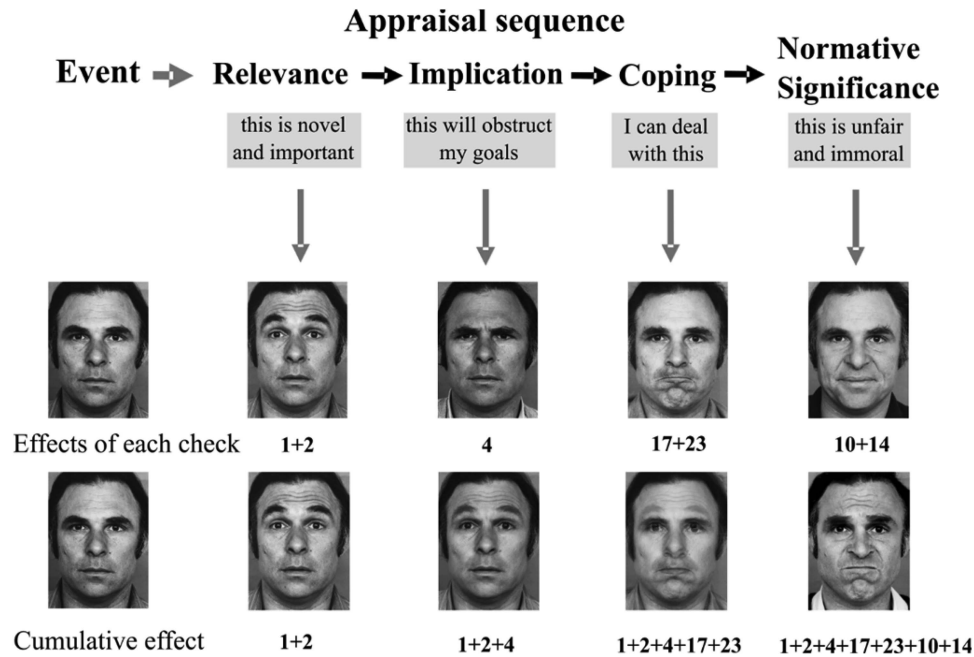 Appraisal sequence
Event
Relevance
Implication
Coping
Normative
Significance
this is novel
and important
this will obstruct
my goals
I can deal
with this
this is unfair
and immoral
Effects of each check
1+2
4
17+23
10+14
Cumulative effect
1+2
1+2+4
1+2+4+17+23
1+2+4+17+23+10+14